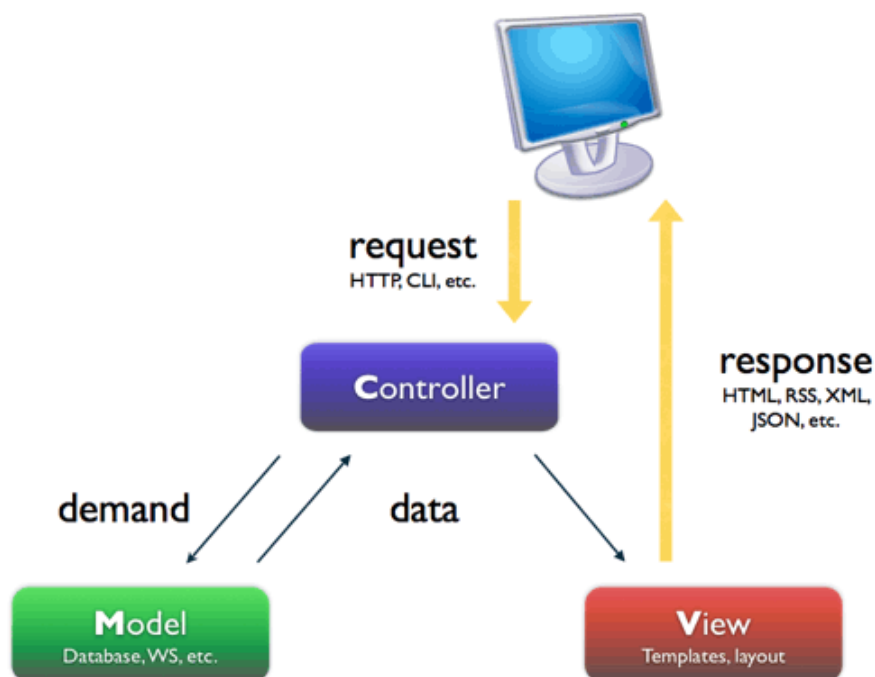 request
HTTP, CLI, etc.
Controller
response
HTML, RSS, XML,
JSON, etc.
demand
data
Model
Database, WS, etc.
View
Templates, layout